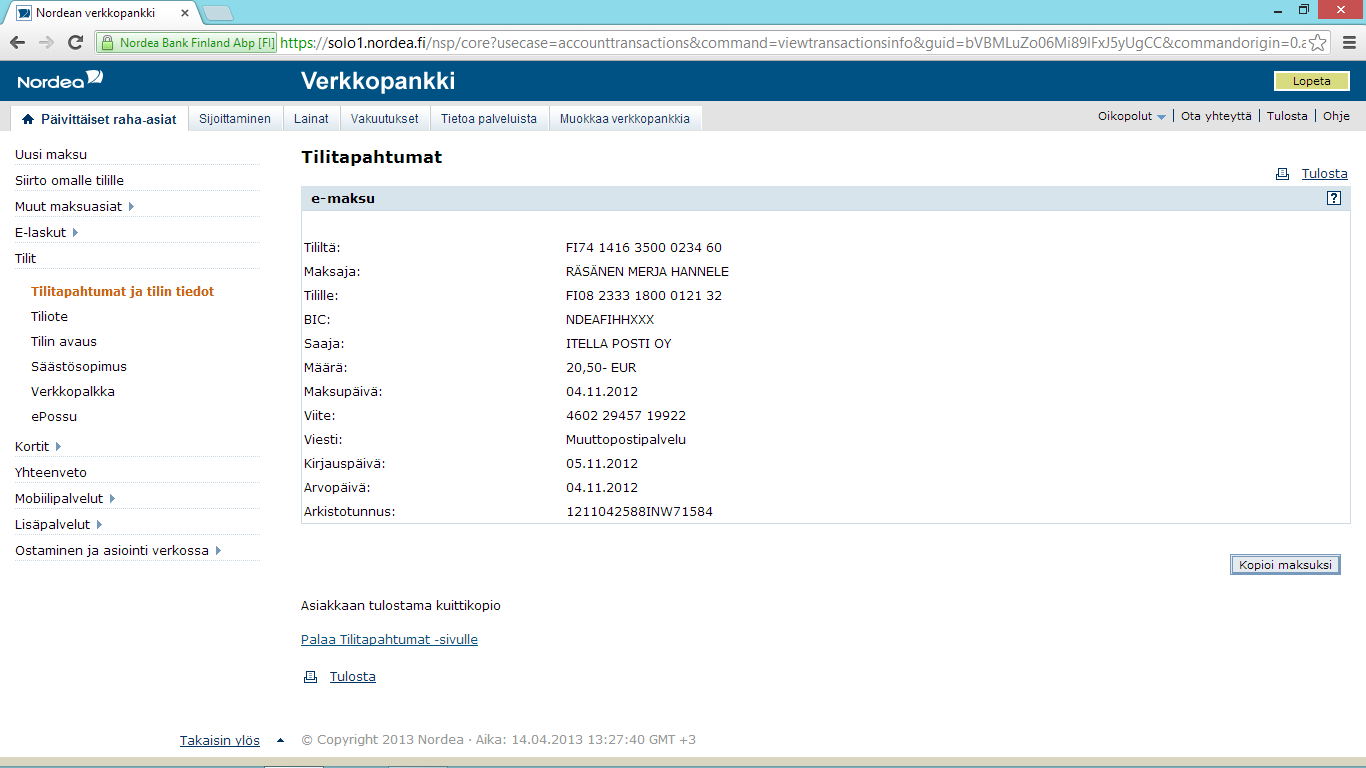 Nordean verkkopankki
Nordea Bank Finland Abp [FI] https://solo1.nordea.fi/nsp/core?usecase=accounttransactions&command=viewtransactionsinfo&guid=bVBMLuZo06Mi89IFxJ5yUgCC&commandorigin=0.a
Nordea
Verkkopankki
Lopeta
Päivittäiset raha-asiat Sijoittaminen Lainat Vakuutukset Tietoa palveluista Muokkaa verkkopankkia
Oikopolut | Ota yhteyttä | Tulosta | Ohje
Uusi maksu
Siirto omalle tilille
Muut maksuasiat
E-laskut
Tilit
Tilitapahtumat ja tilin tiedot
Tiliote
Tilin avaus
Säästösopimus
Verkkopalkka
ePossu
Kortit
Yhteenveto
Mobiilipalvelut
Lisäpalvelut
Ostaminen ja asiointi verkossa
Tilitapahtumat
Tulosta
e-maksu ?
Tililtä: FI74 1416 3500 0234 60
Maksaja: RÄSÄNEN MERJA HANNELE
Tilille: FI08 2333 1800 0121 32
BIC: NDEAFIHHXXX
Saaja: ITELLA POSTI OY
Määrä: 20,50- EUR
Maksupäivä: 04.11.2012
Viite: 4602 29457 19922
Viesti: Muuttopostipalvelu
Kirjauspäivä: 05.11.2012
Arvopäivä: 04.11.2012
Arkistotunnus: 1211042588INW71584
Kopioi maksuksi
Asiakkaan tulostama kuittikopio
Palaa Tilitapahtumat -sivulle
Tulosta
Takaisin ylös
© Copyright 2013 Nordea · Aika: 14.04.2013 13:27:40 GMT +3